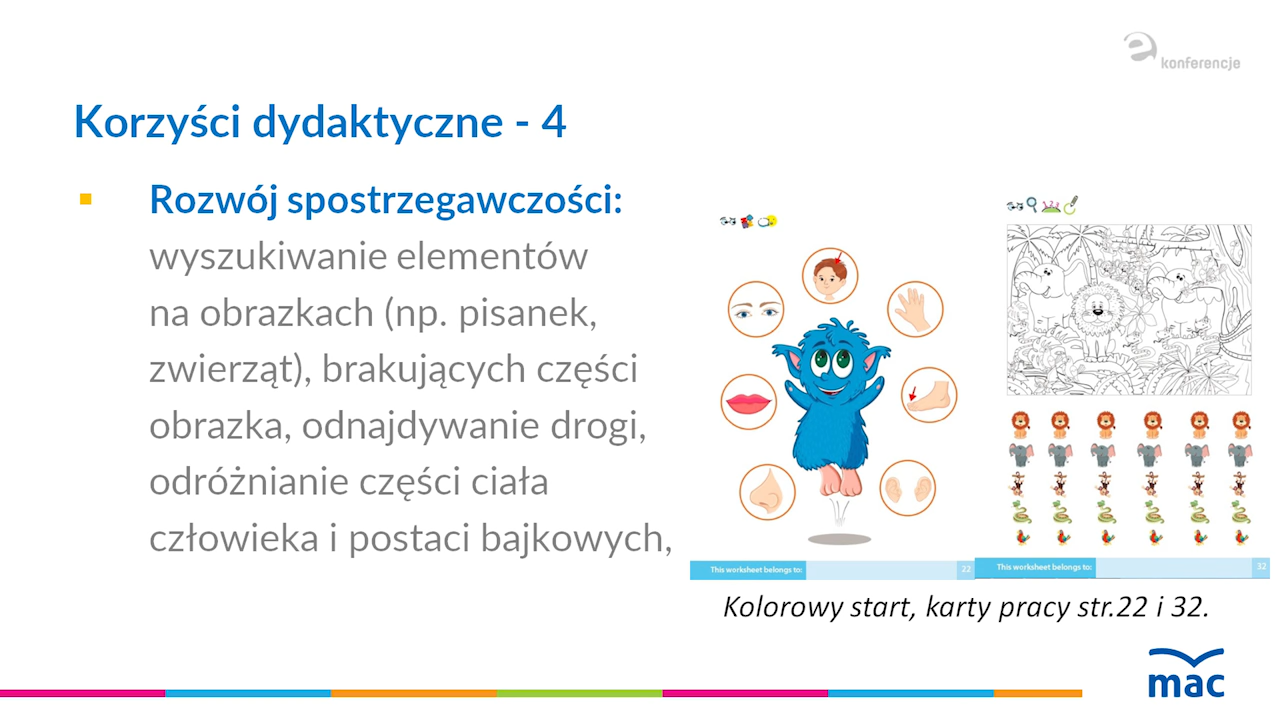 e
konferencje
Korzyści dydaktyczne - 4
Rozwój spostrzegawczości:
wyszukiwanie elementów
na obrazkach (np. pisanek,
zwierząt), brakujących części
obrazka, odnajdywanie drogi,
odróżnianie części ciała
człowieka i postaci bajkowych,
This worksheet belongs to:
22
This worksheet belongs to:
32
Kolorowy start, karty pracy str.22 i 32.
mac